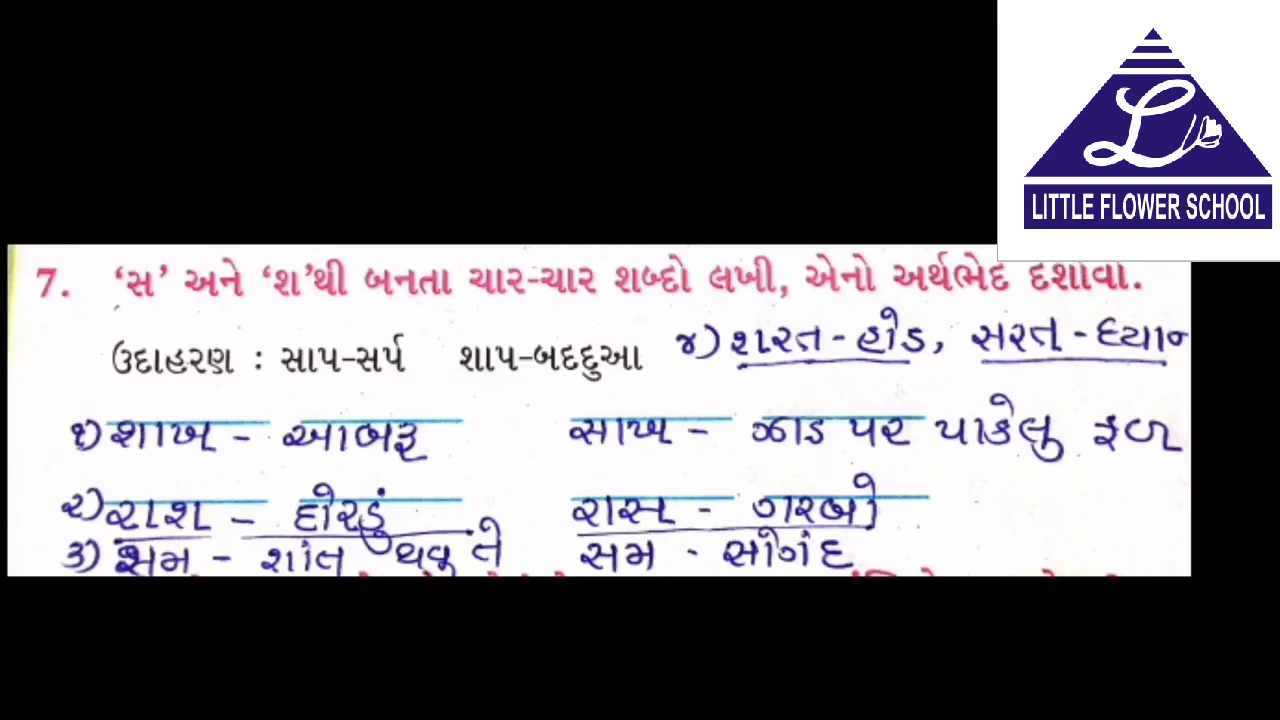 LITTLE FLOWER SCHOOL
7. ‘સ’ અને ‘શ’થી બનતા ચાર-ચાર શબ્દો લખી, એનો અર્થભેદ દર્શાવો.
ઉદાહરણ : સાપ-સર્પ શાપ-બદદુઆ ૪) શરત - હોડ, સરત - ધ્યાન
૧) શાખ - આબરૂ સાખ - ઝાડ પર પાકેલુ ફળ
૨) રાશ - દોરડું રાસ - ગરબો
૩) શમ - શાંત થવુ તે સમ - સોગંદ